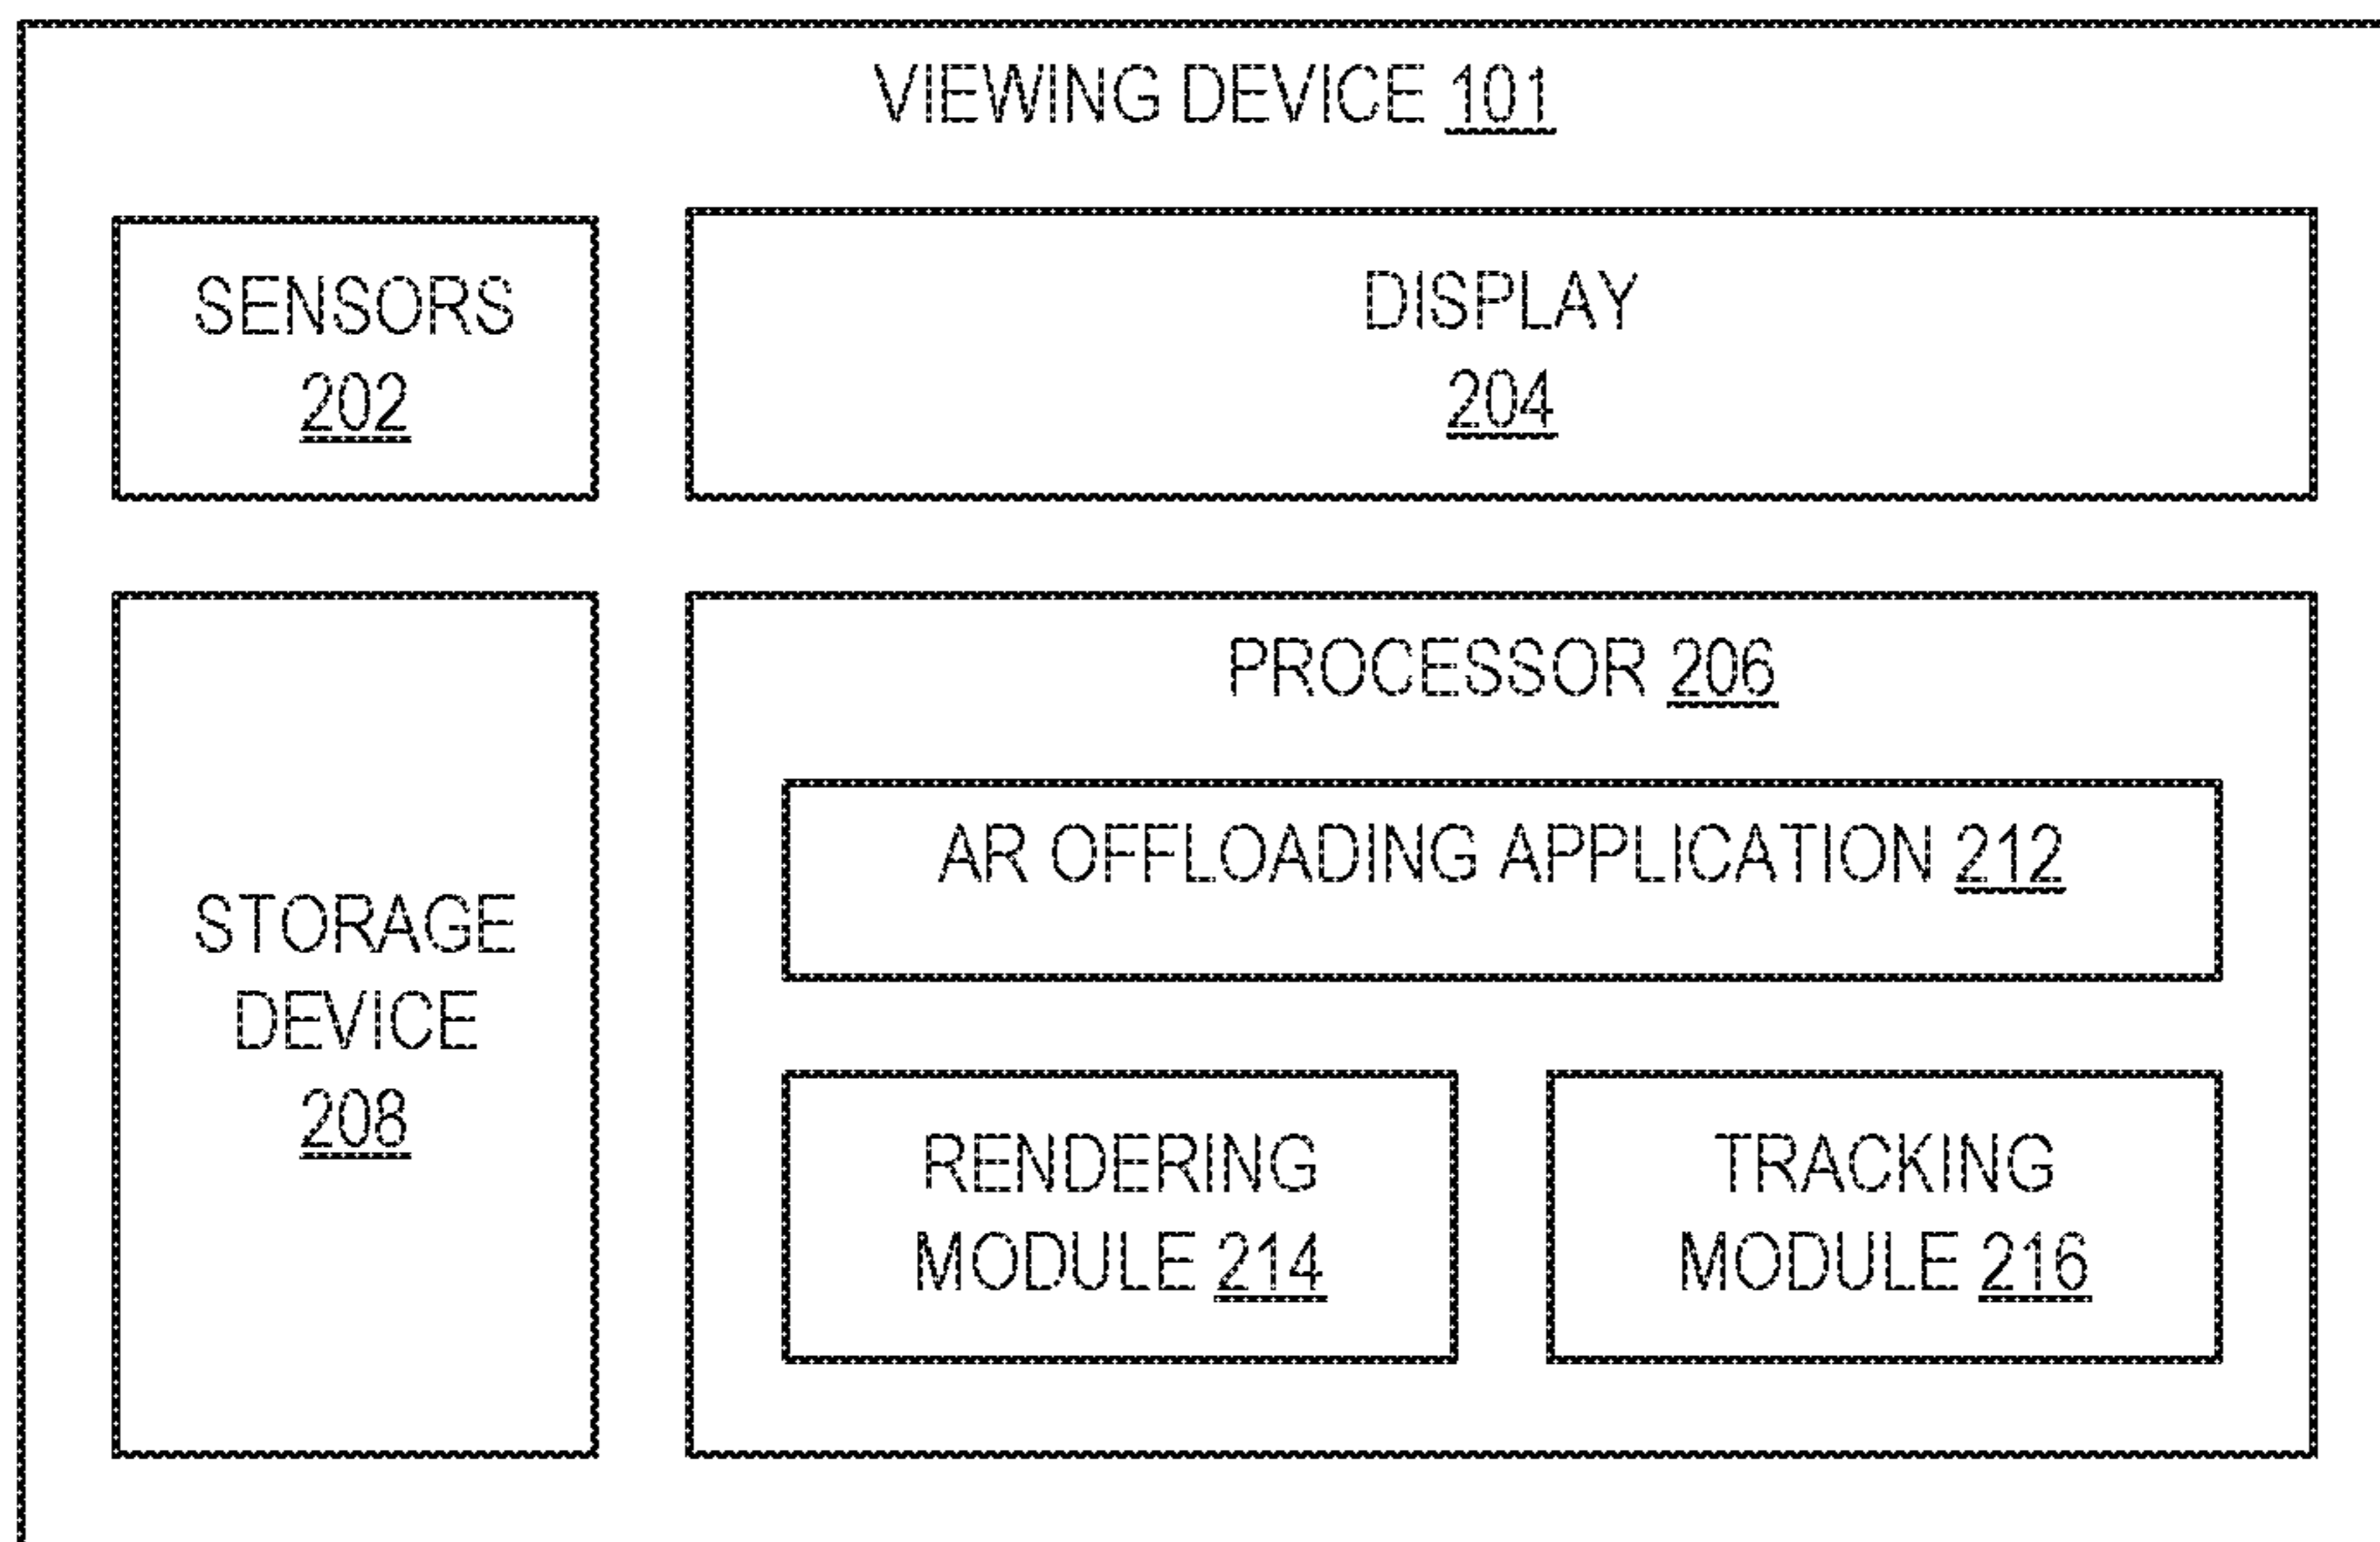 VIEWING DEVICE 101
SENSORS
202
DISPLAY
204
STORAGE
DEVICE
208
PROCESSOR 206
AR OFFLOADING APPLICATION 212
RENDERING
MODULE 214
TRACKING
MODULE 216